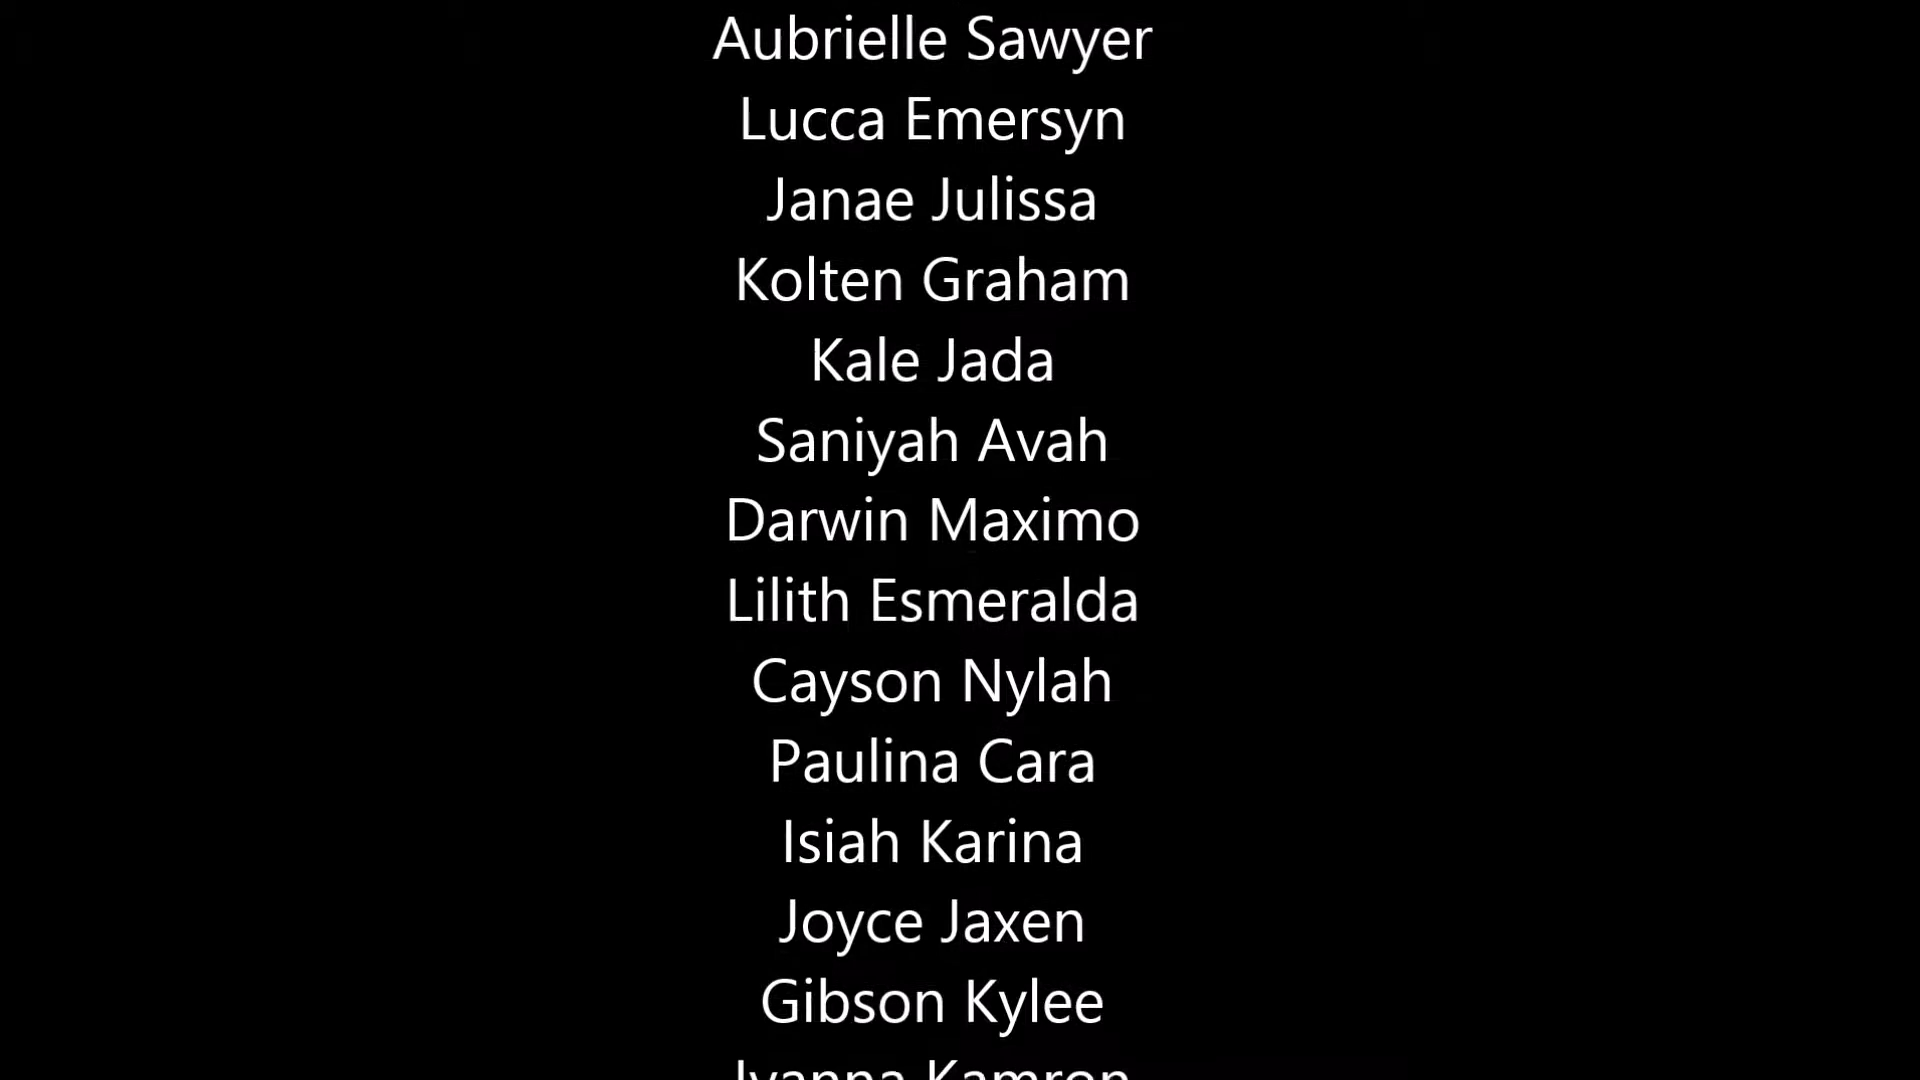 Aubrielle Sawyer
Lucca Emersyn
Janae Julissa
Kolten Graham
Kale Jada
Saniyah Avah
Darwin Maximo
Lilith Esmeralda
Cayson Nylah
Paulina Cara
Isiah Karina
Joyce Jaxen
Gibson Kylee